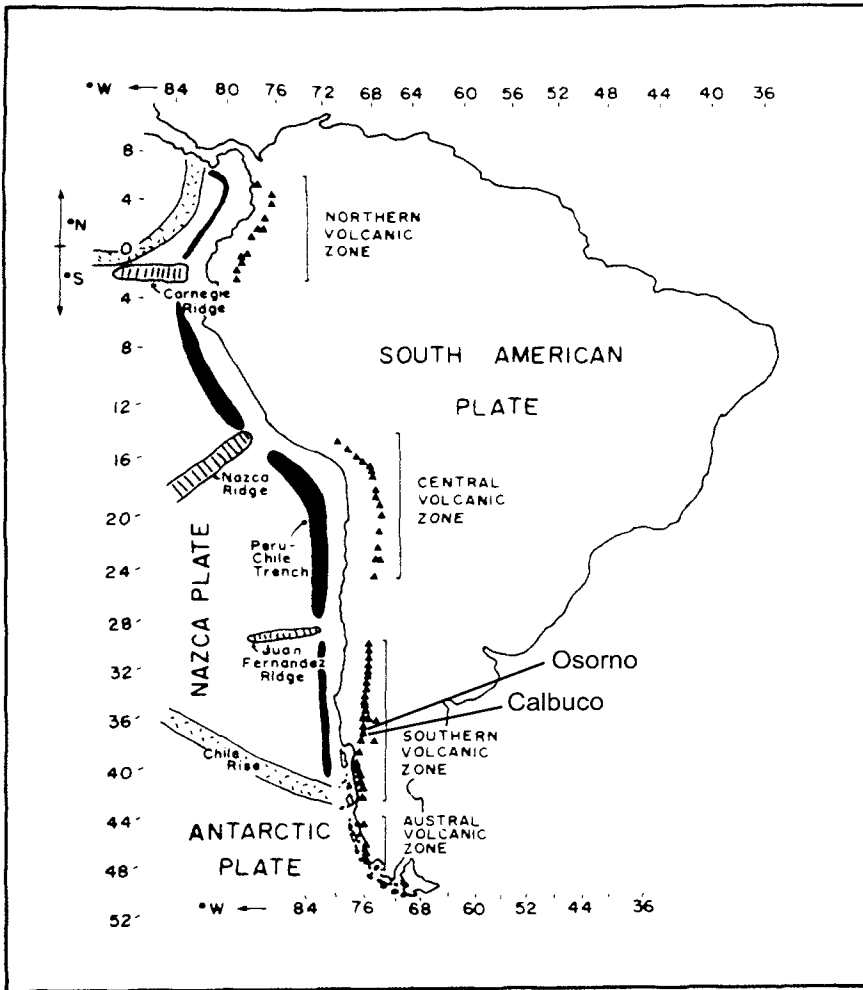 °W ← 84 80 76 72 68 64 60 56 52 48 44 40 36
8
4
°N
0
°S
4
8
12
16
20
24
28
32
36
40
44
48
52
NORTHERN
VOLCANIC
ZONE
Carnegie
Ridge
SOUTH AMERICAN
PLATE
Nazca
Ridge
CENTRAL
VOLCANIC
ZONE
Peru-
Chile
Trench
NAZCA PLATE
Juan
Fernandez
Ridge
Osorno
Calbuco
SOUTHERN
VOLCANIC
ZONE
Chile
Rise
AUSTRAL
VOLCANIC
ZONE
ANTARCTIC
PLATE
°W ← 84 76 68 60 52 44 36